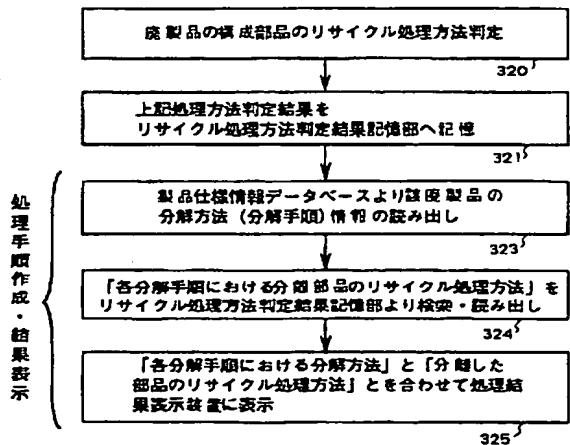 廃製品の構成部品のリサイクル処理方法判定
320
上記処理方法判定結果を
リサイクル処理方法判定結果記憶部へ記憶
321
処理手順作成・結果表示
製品仕様情報データベースより該廃製品の
分解方法（分解手順）情報の読み出し
323
「各分解手順における分離部品のリサイクル処理方法」を
リサイクル処理方法判定結果記憶部より検索・読み出し
324
「各分解手順における分解方法」と「分離した
部品のリサイクル処理方法」とを合わせて処理結
果表示装置に表示
325